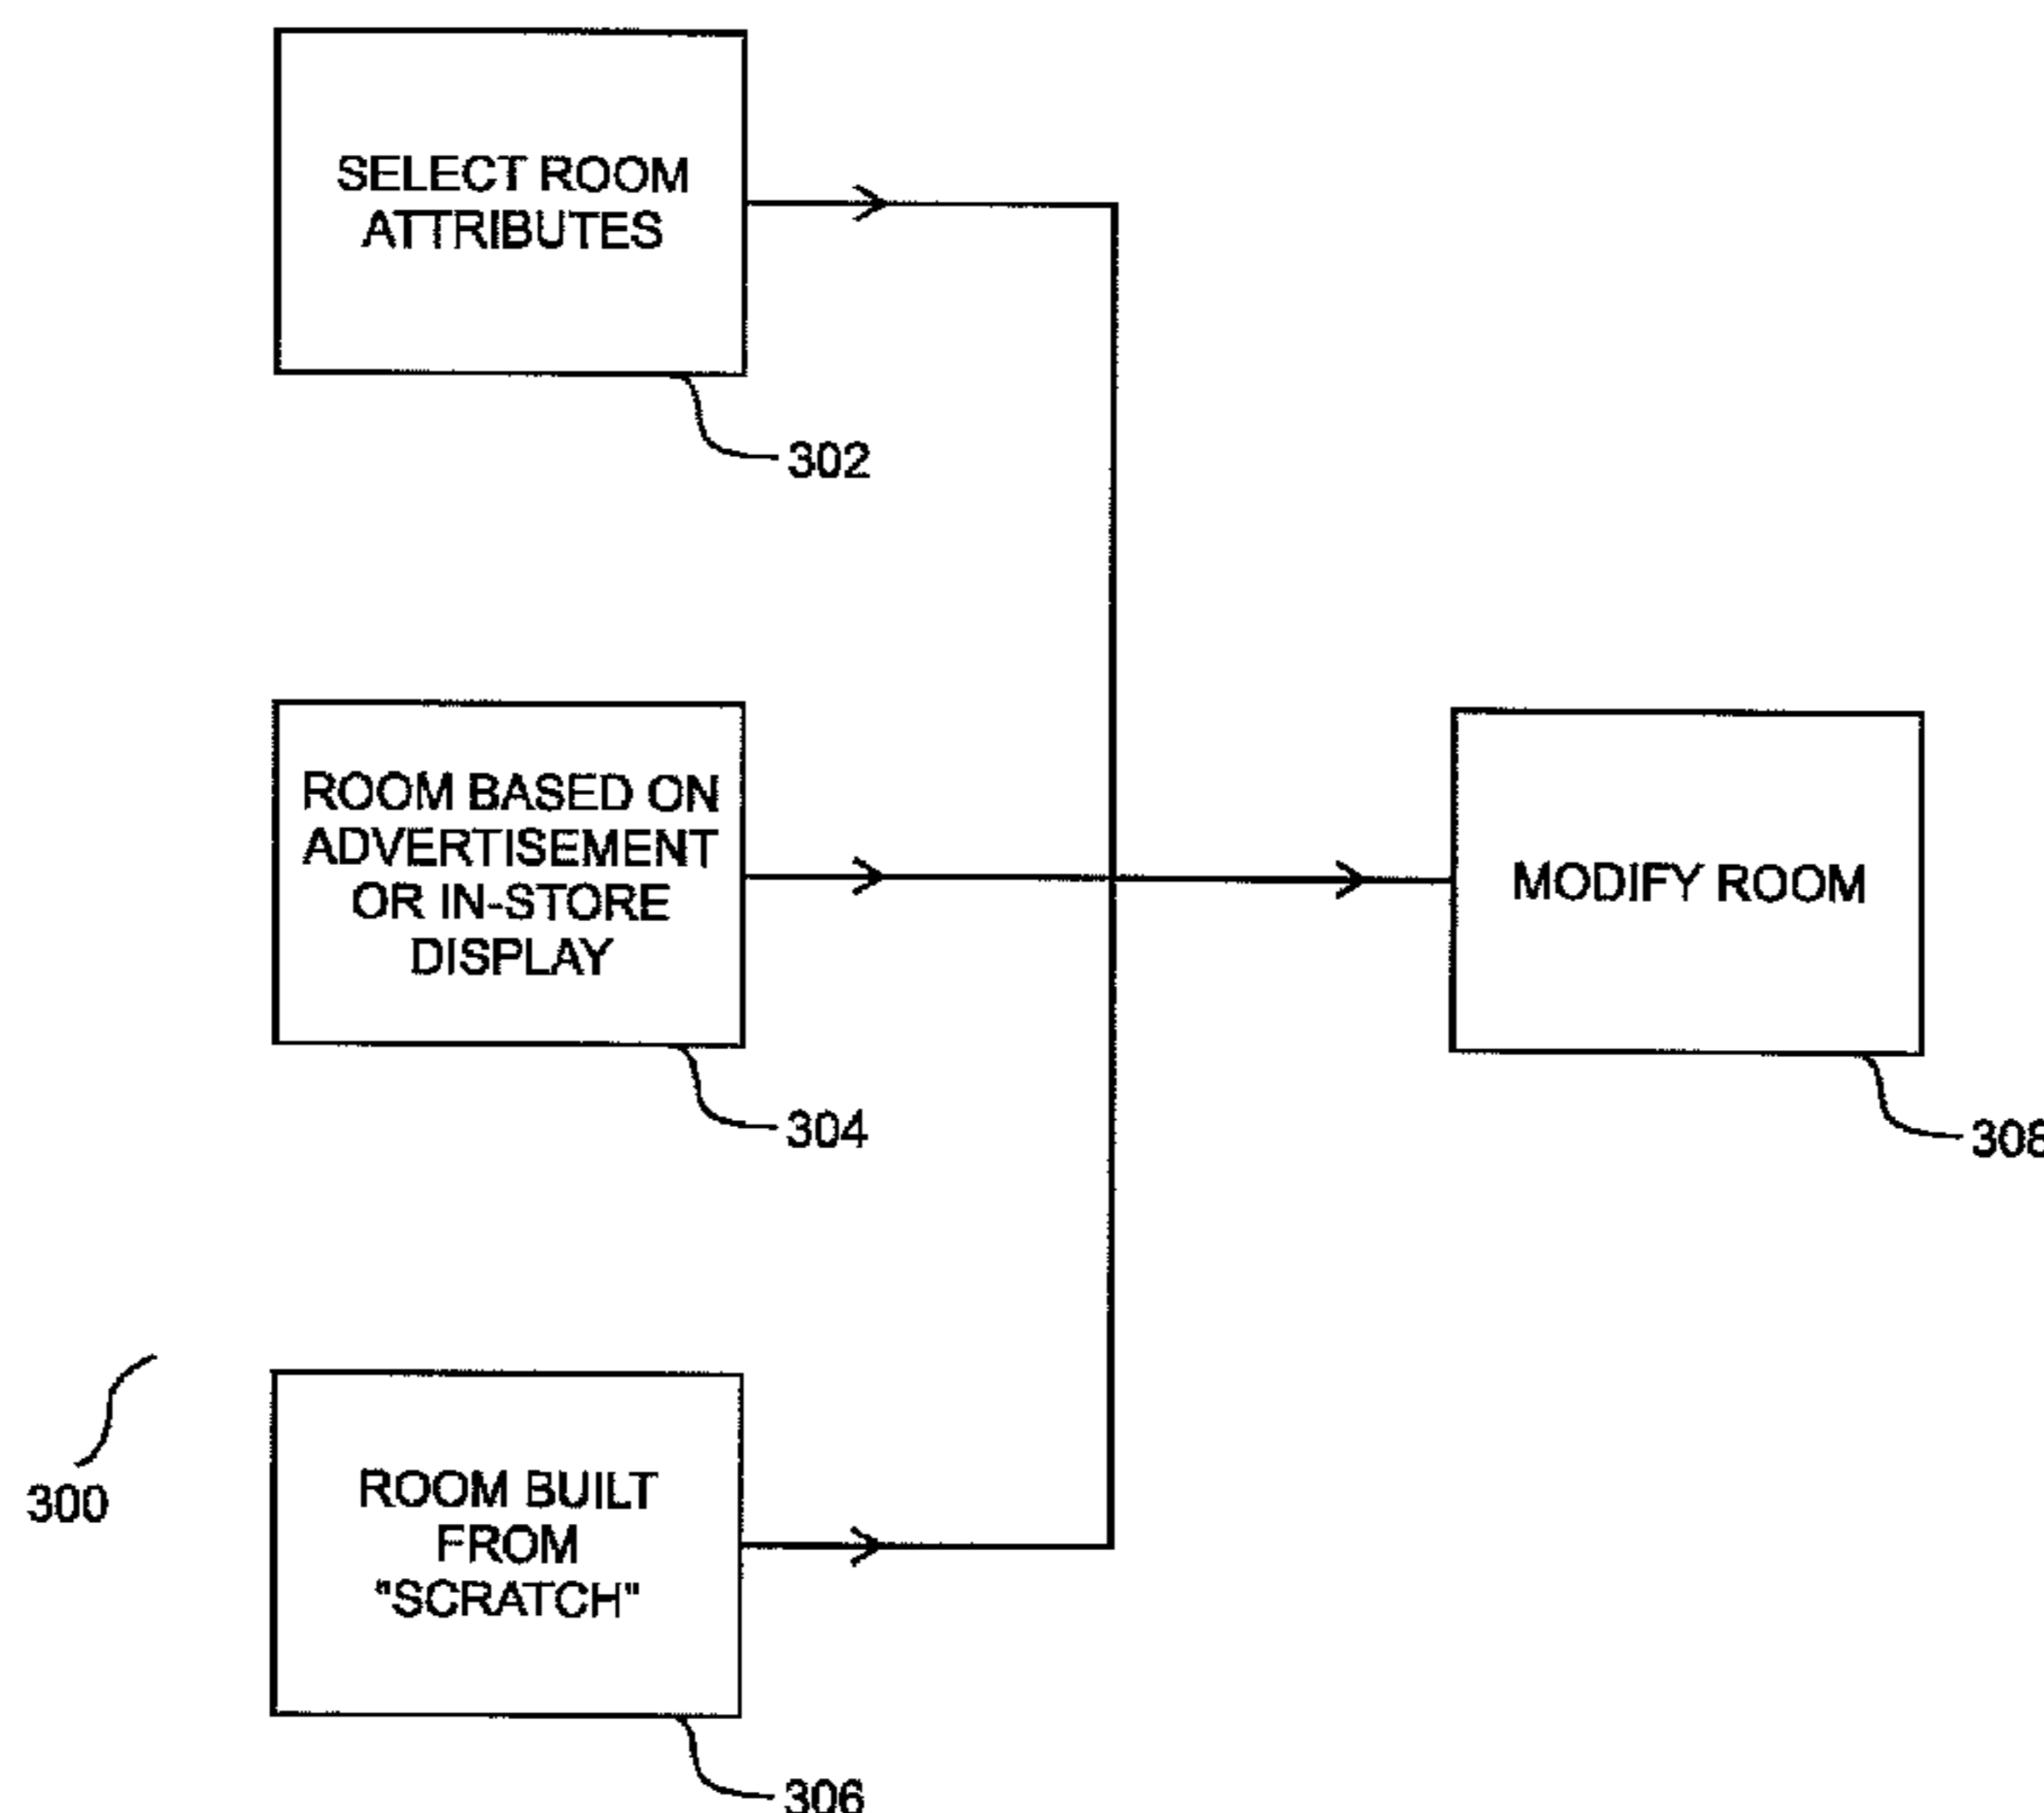 SELECT ROOM
ATTRIBUTES
302
ROOM BASED ON
ADVERTISEMENT
OR IN-STORE
DISPLAY
304
MODIFY ROOM
308
300
ROOM BUILT
FROM
"SCRATCH"
306